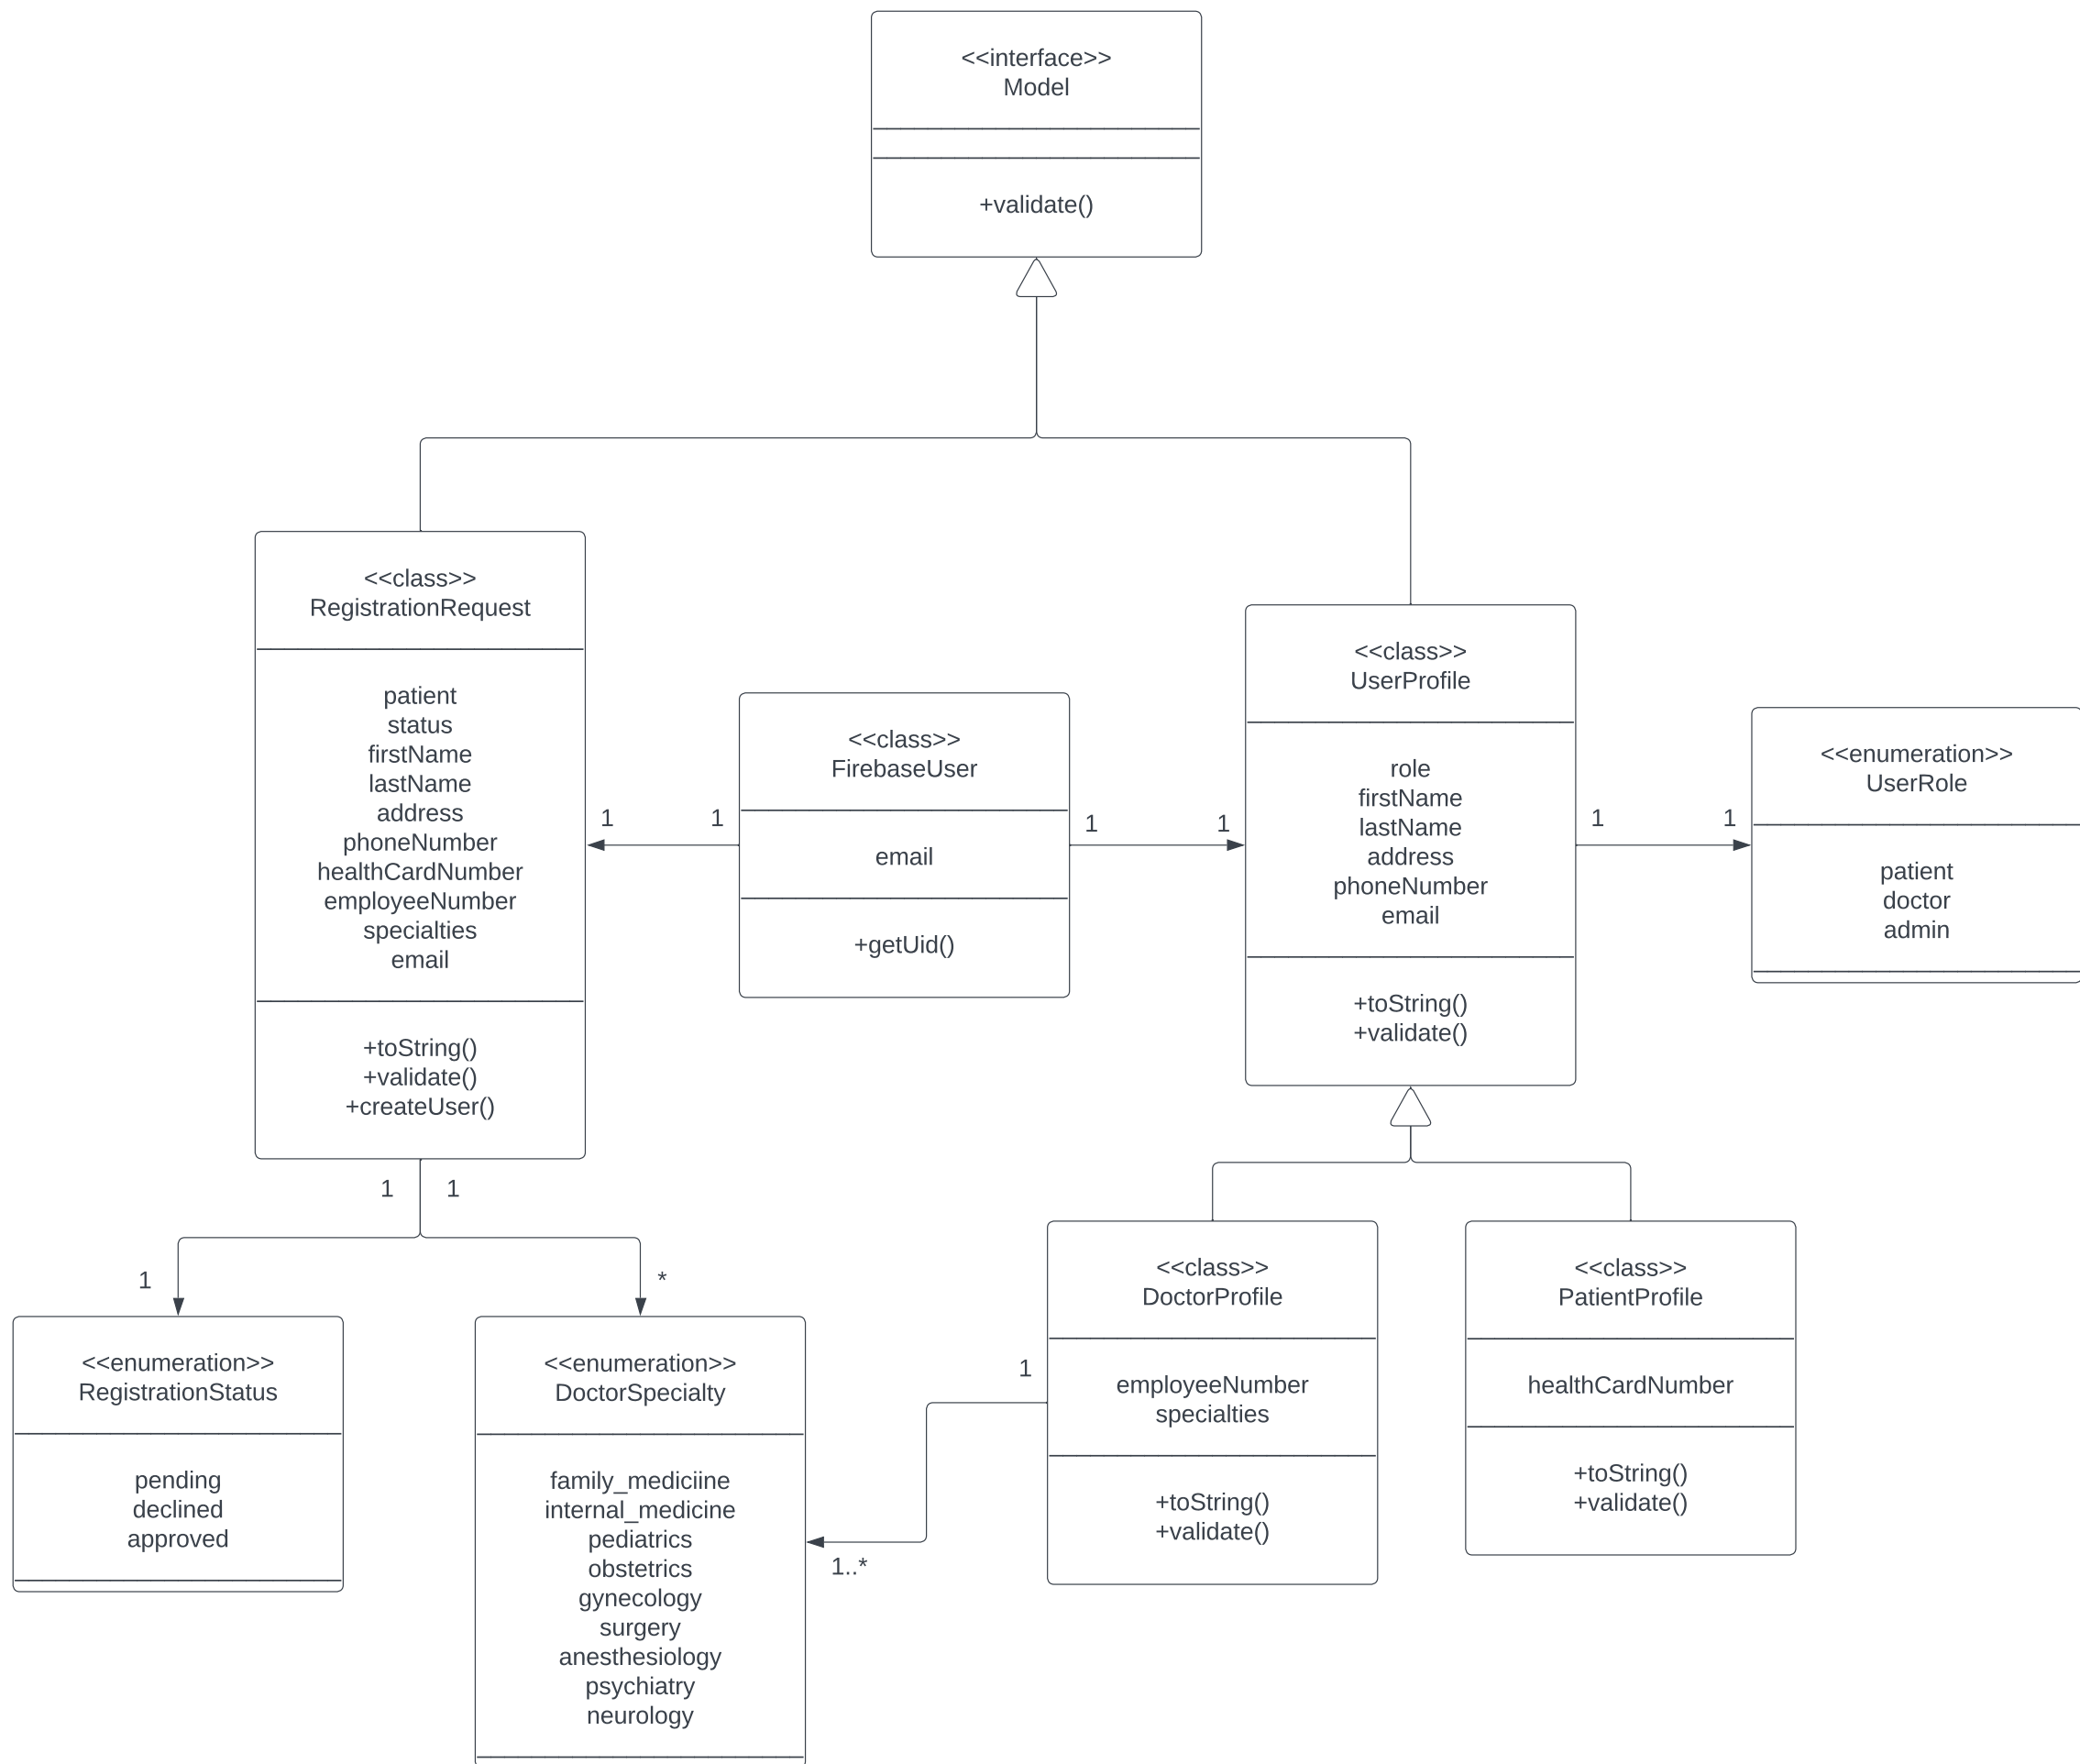 <<interface>>
Model
+validate()
<<class>>
RegistrationRequest
patient
status
firstName
lastName
address
phoneNumber
healthCardNumber
employeeNumber
specialties
email
+toString()
+validate()
+createUser()
1
1
<<class>>
FirebaseUser
email
+getUid()
1
1
<<class>>
UserProfile
role
firstName
lastName
address
phoneNumber
email
+toString()
+validate()
1
1
<<enumeration>>
UserRole
patient
doctor
admin
1
1
1
*
<<enumeration>>
RegistrationStatus
pending
declined
approved
<<enumeration>>
DoctorSpecialty
family_mediciine
internal_medicine
pediatrics
obstetrics
gynecology
surgery
anesthesiology
psychiatry
neurology
1
1..*
<<class>>
DoctorProfile
employeeNumber
specialties
+toString()
+validate()
<<class>>
PatientProfile
healthCardNumber
+toString()
+validate()